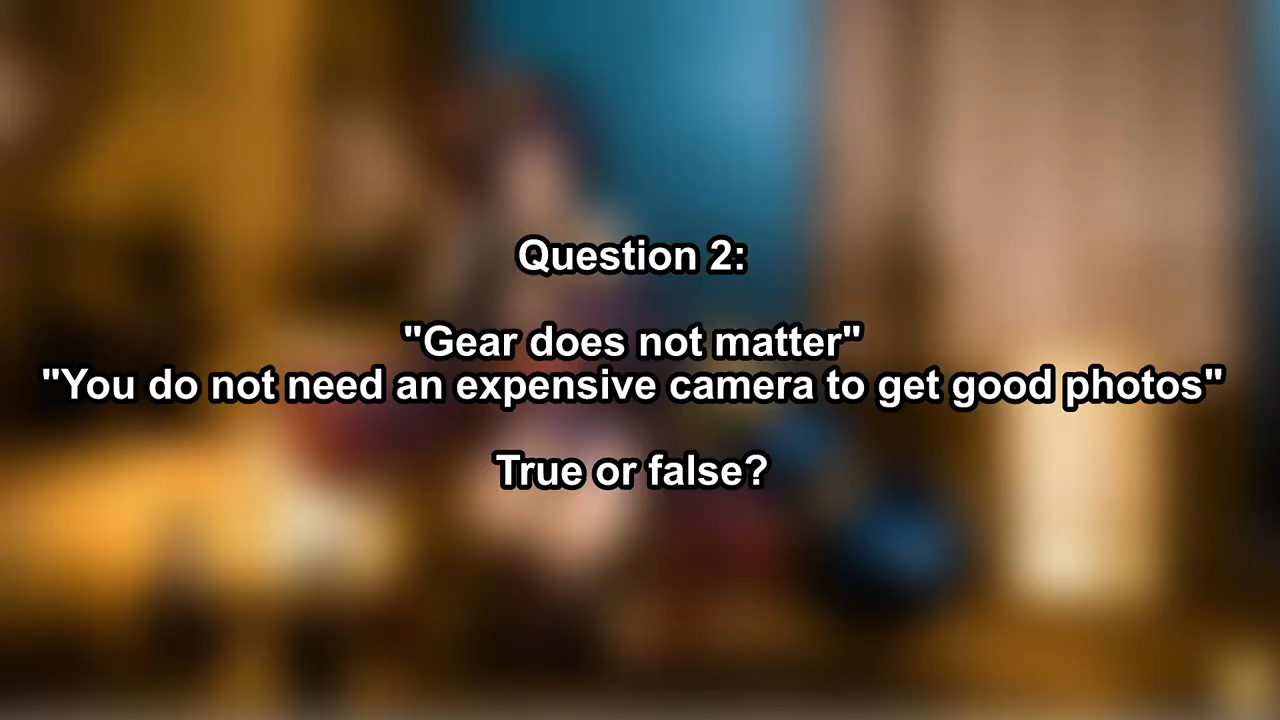 Question 2:
"Gear does not matter"
"You do not need an expensive camera to get good photos"
True or false?